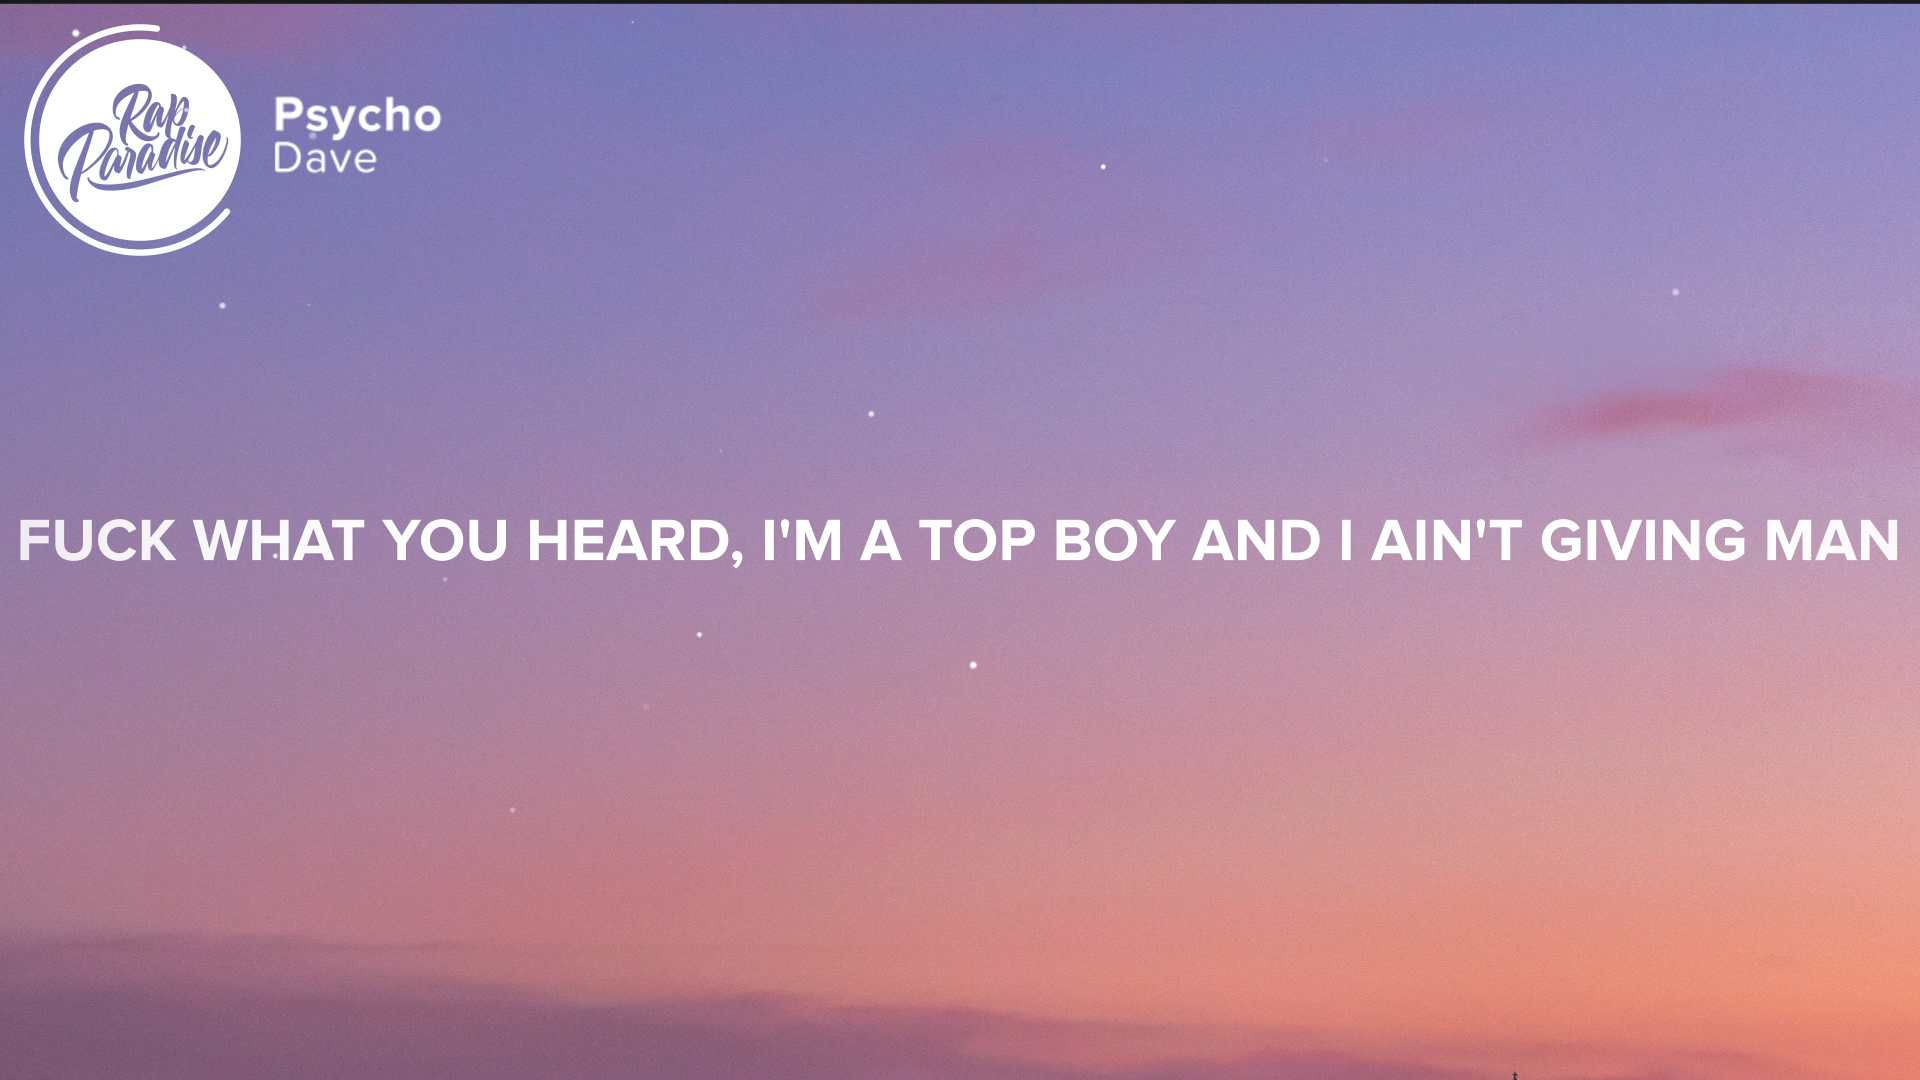 Rap
Paradise
Psycho
Dave
FUCK WHAT YOU HEARD, I'M A TOP BOY AND I AIN'T GIVING MAN